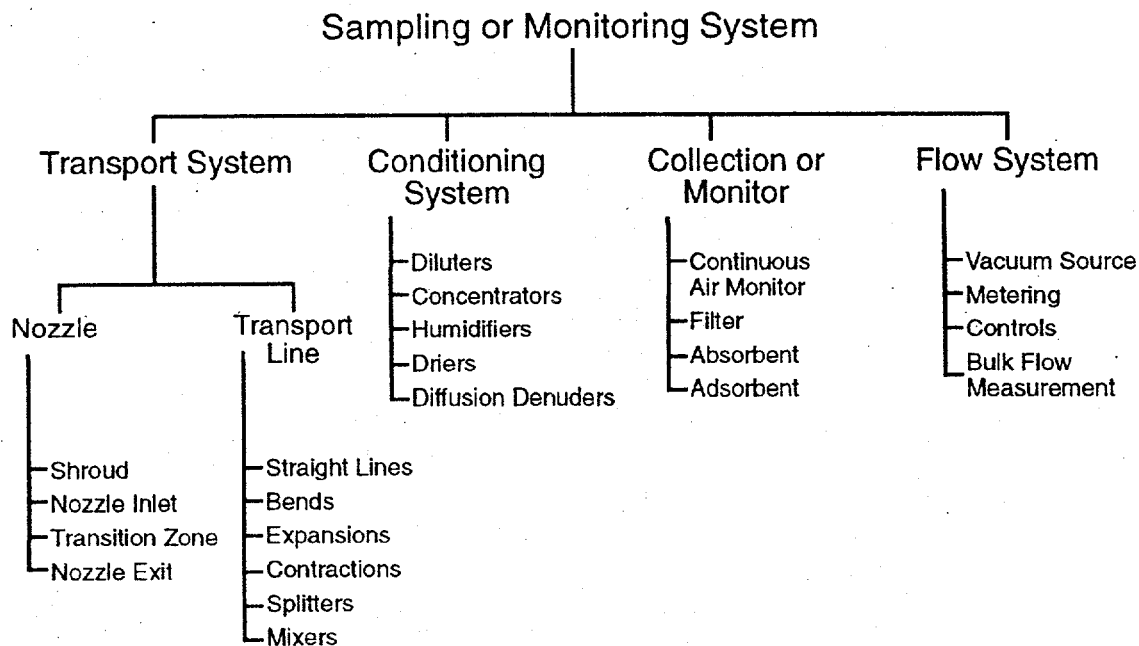 Sampling or Monitoring System
Transport System
Conditioning
System
Collection or
Monitor
Flow System
Nozzle
Transport
Line
Shroud
Nozzle Inlet
Transition Zone
Nozzle Exit
Straight Lines
Bends
Expansions
Contractions
Splitters
Mixers
Diluters
Concentrators
Humidifiers
Driers
Diffusion Denuders
Continuous
Air Monitor
Filter
Absorbent
Adsorbent
Vacuum Source
Metering
Controls
Bulk Flow
Measurement